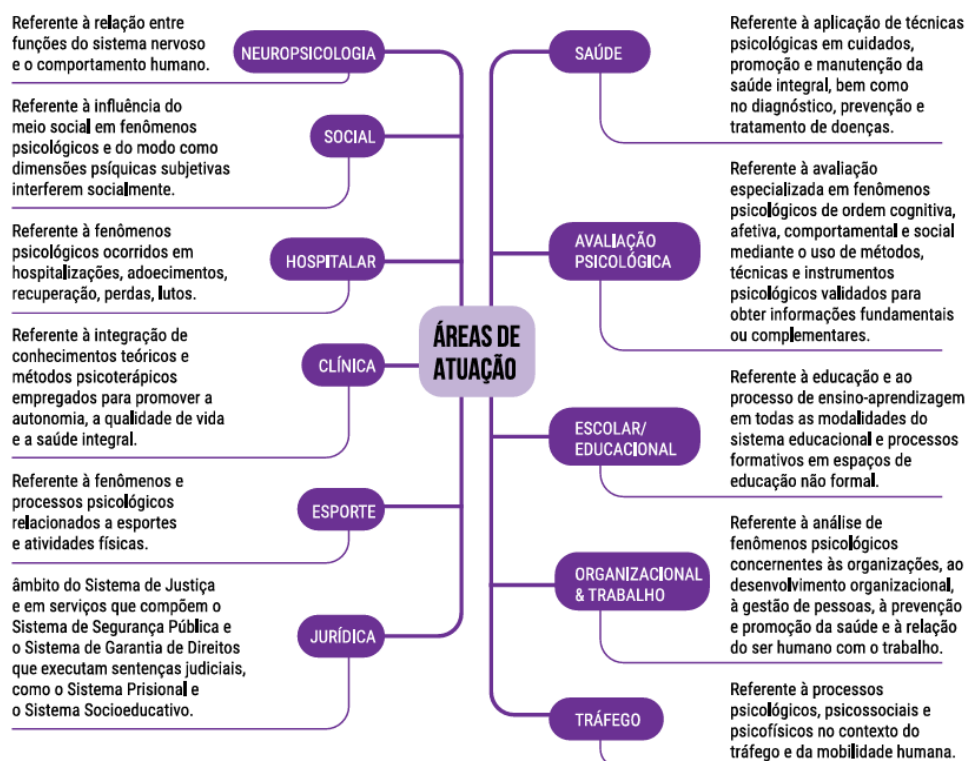 Referente à relação entre
funções do sistema nervoso
e o comportamento humano.
NEUROPSICOLOGIA
Referente à influência do
meio social em fenômenos
psicológicos e do modo como
dimensões psíquicas subjetivas
interferem socialmente.
SOCIAL
Referente à fenômenos
psicológicos ocorridos em
hospitalizações, adoecimentos,
recuperação, perdas, lutos.
HOSPITALAR
Referente à integração de
conhecimentos teóricos e
métodos psicoterápicos
empregados para promover a
autonomia, a qualidade de vida
e a saúde integral.
CLÍNICA
Referente à fenômenos e
processos psicológicos
relacionados a esportes
e atividades físicas.
ESPORTE
âmbito do Sistema de Justiça
e em serviços que compõem o
Sistema de Segurança Pública e
o Sistema de Garantia de Direitos
que executam sentenças judiciais,
como o Sistema Prisional e
o Sistema Socioeducativo.
JURÍDICA
ÁREAS DE
ATUAÇÃO
SAÚDE
Referente à aplicação de técnicas
psicológicas em cuidados,
promoção e manutenção da
saúde integral, bem como
no diagnóstico, prevenção e
tratamento de doenças.
AVALIAÇÃO
PSICOLÓGICA
Referente à avaliação
especializada em fenômenos
psicológicos de ordem cognitiva,
afetiva, comportamental e social
mediante o uso de métodos,
técnicas e instrumentos
psicológicos validados para
obter informações fundamentais
ou complementares.
ESCOLAR/
EDUCACIONAL
Referente à educação e ao
processo de ensino-aprendizagem
em todas as modalidades do
sistema educacional e processos
formativos em espaços de
educação não formal.
ORGANIZACIONAL
& TRABALHO
Referente à análise de
fenômenos psicológicos
concernentes às organizações, ao
desenvolvimento organizacional,
à gestão de pessoas, à prevenção
e promoção da saúde e à relação
do ser humano com o trabalho.
TRÁFEGO
Referente à processos
psicológicos, psicossociais e
psicofísicos no contexto do
tráfego e da mobilidade humana.